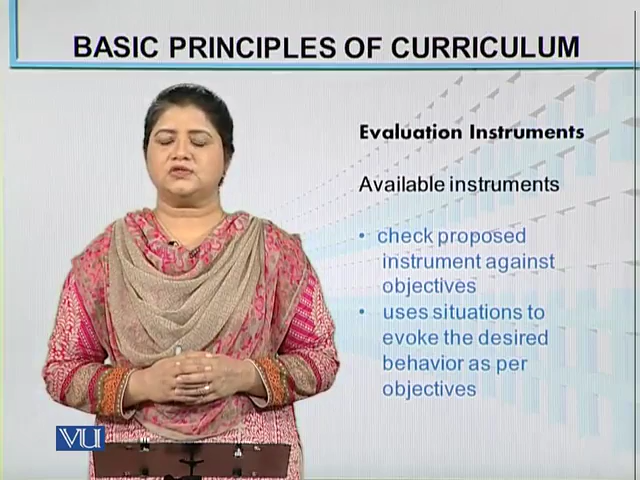 BASIC PRINCIPLES OF CURRICULUM
Evaluation Instruments
Available instruments
• check proposed
instrument against
objectives
• uses situations to
evoke the desired
behavior as per
objectives
VU